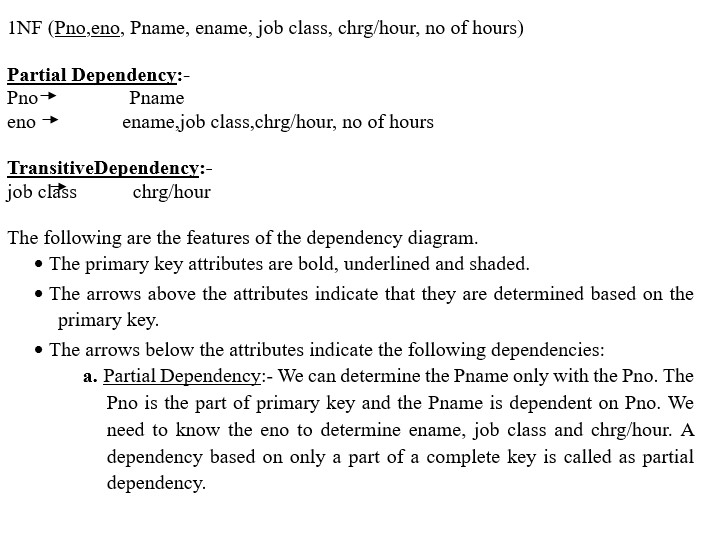 1NF (Pno,eno, Pname, ename, job class, chrg/hour, no of hours)
Partial Dependency:-
Pno→ Pname
eno → ename,job class,chrg/hour, no of hours
TransitiveDependency:-
job class → chrg/hour
The following are the features of the dependency diagram.
• The primary key attributes are bold, underlined and shaded.
• The arrows above the attributes indicate that they are determined based on the
primary key.
• The arrows below the attributes indicate the following dependencies:
a. Partial Dependency:- We can determine the Pname only with the Pno. The
Pno is the part of primary key and the Pname is dependent on Pno. We
need to know the eno to determine ename, job class and chrg/hour. A
dependency based on only a part of a complete key is called as partial
dependency.